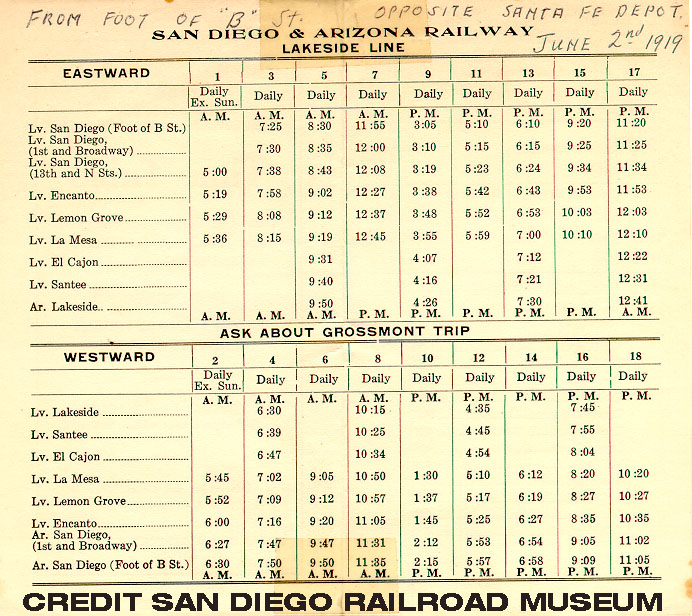 FROM FOOT OF "B" St. OPPOSITE SANTA FE DEPOT.
SAN DIEGO & ARIZONA RAILWAY
LAKESIDE LINE
JUNE 2nd 1919
EASTWARD 1 3 5 7 9 11 13 15 17
Daily Ex. Sun. Daily Daily Daily Daily Daily Daily Daily Daily
A. M. A. M. A. M. A. M. P. M. P. M. P. M. P. M. P. M.
Lv. San Diego (Foot of B St.) 7:25 8:30 11:55 3:05 5:10 6:10 9:20 11:20
Lv. San Diego,
(1st and Broadway) 7:30 8:35 12:00 3:10 5:15 6:15 9:25 11:25
Lv. San Diego,
(13th and N Sts.) 5:00 7:38 8:43 12:08 3:19 5:23 6:24 9:34 11:34
Lv. Encanto 5:19 7:58 9:02 12:27 3:38 5:42 6:43 9:53 11:53
Lv. Lemon Grove 5:29 8:08 9:12 12:37 3:48 5:52 6:53 10:03 12:03
Lv. La Mesa 5:36 8:15 9:19 12:45 3:55 5:59 7:00 10:10 12:10
Lv. El Cajon 9:31 4:07 7:12 12:22
Lv. Santee 9:40 4:16 7:21 12:31
Ar. Lakeside.. 9:50 4:26 7:30 12:41
A. M. A. M. A. M. P. M. P. M. P. M. P. M. P. M. A. M.
ASK ABOUT GROSSMONT TRIP
WESTWARD 2 4 6 8 10 12 14 16 18
Daily Ex. Sun. Daily Daily Daily Daily Daily Daily Daily Daily
A. M. A. M. A. M. A. M. P. M. P. M. P. M. P. M. P. M.
Lv. Lakeside 6:30 10:15 4:35 7:45
Lv. Santee 6:39 10:25 4:45 7:55
Lv. El Cajon 6:47 10:34 4:54 8:04
Lv. La Mesa 5:45 7:02 9:05 10:50 1:30 5:10 6:12 8:20 10:20
Lv. Lemon Grove 5:52 7:09 9:12 10:57 1:37 5:17 6:19 8:27 10:27
Lv. Encanto 6:00 7:16 9:20 11:05 1:45 5:25 6:27 8:35 10:35
Ar. San Diego,
(1st and Broadway) 6:27 7:47 9:47 11:31 2:12 5:53 6:54 9:05 11:02
Ar. San Diego (Foot of B St.) 6:30 7:50 9:50 11:35 2:15 5:57 6:58 9:09 11:05
A. M. A. M. A. M. A. M. P. M. P. M. P. M. P. M. P. M.
CREDIT SAN DIEGO RAILROAD MUSEUM